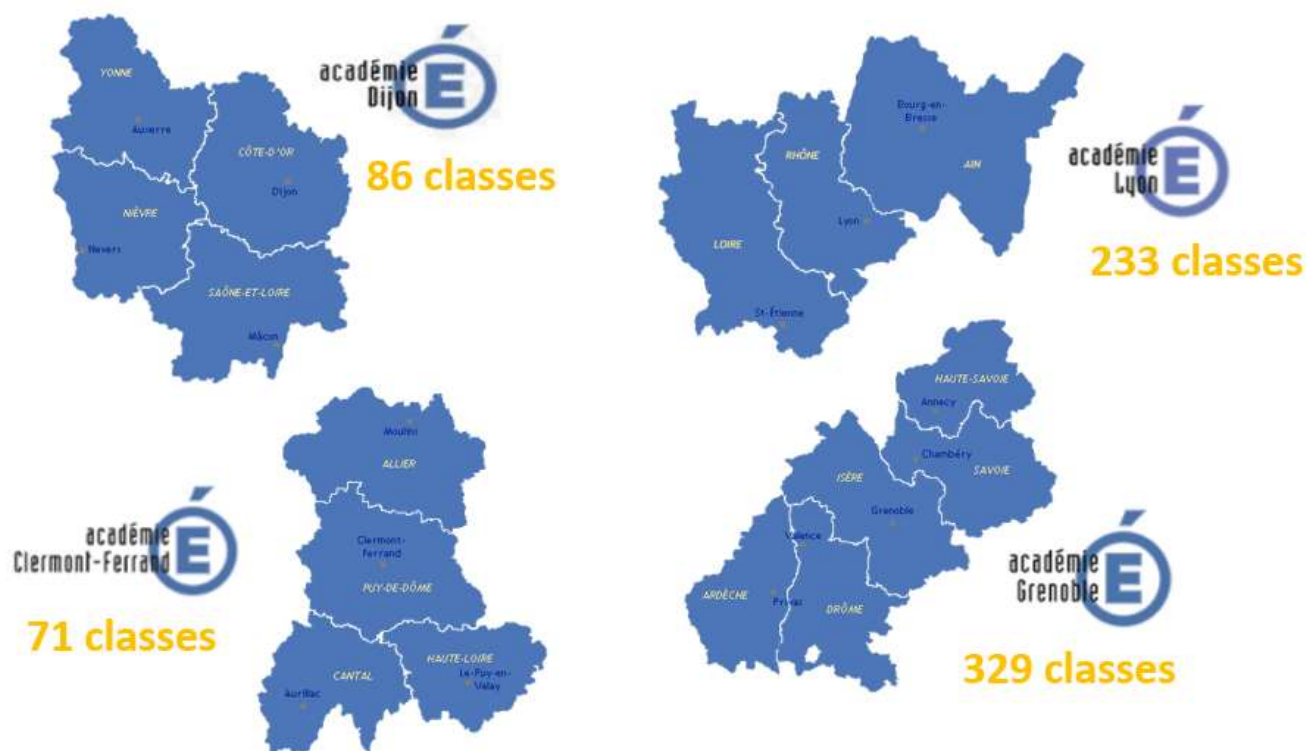 YONNE
Auxerre
CÔTE-D'OR
Dijon
NIÈVRE
Nevers
SAÔNE-ET-LOIRE
Mâcon
académie
Dijon
É
86 classes
Bourg-en-
Bresse
RHÔNE
AIN
Lyon
LOIRE
St-Étienne
académie
Lyon
É
233 classes
Moulins
ALLIER
Clermont-
Ferrand
PUY-DE-DÔME
CANTAL
Aurillac
HAUTE-LOIRE
Le-Puy-en-
Velay
académie
Clermont-Ferrand
É
71 classes
HAUTE-SAVOIE
Annecy
Chambéry
SAVOIE
ISÈRE
Grenoble
Valence
ARDÈCHE
Privas
DRÔME
académie
Grenoble
É
329 classes